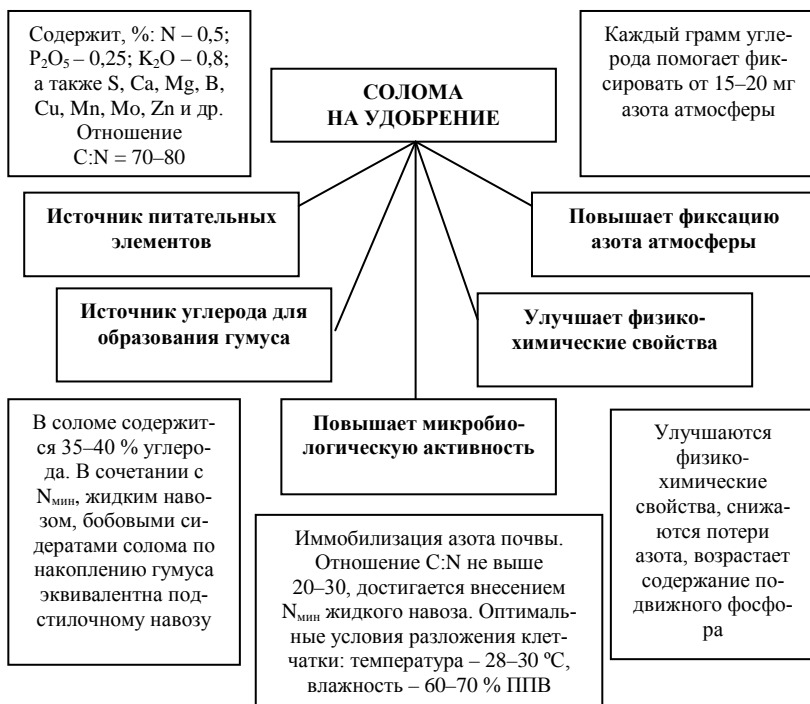 Содержит, %: N – 0,5;
P₂O₅ – 0,25; K₂O – 0,8;
а также S, Ca, Mg, B,
Cu, Mn, Mo, Zn и др.
Отношение
C:N = 70–80
СОЛОМА
НА УДОБРЕНИЕ
Каждый грамм угле-
рода помогает фик-
сировать от 15–20 мг
азота атмосферы
Источник питательных
элементов
Повышает фиксацию
азота атмосферы
Источник углерода для
образования гумуса
Улучшает физико-
химические свойства
Повышает микробио-
логическую активность
В соломе содержит-
ся 35–40 % углеро-
да. В сочетании с
Nмин, жидким наво-
зом, бобовыми си-
дератами солома по
накоплению гумуса
эквивалентна под-
стилочному навозу
Иммобилизация азота почвы.
Отношение C:N не выше
20–30, достигается внесением
Nмин жидкого навоза. Оптималь-
ные условия разложения клет-
чатки: температура – 28–30 ºС,
влажность – 60–70 % ППВ
Улучшаются
физико-
химические
свойства, снижа-
ются потери
азота, возрастает
содержание по-
движного фосфо-
ра